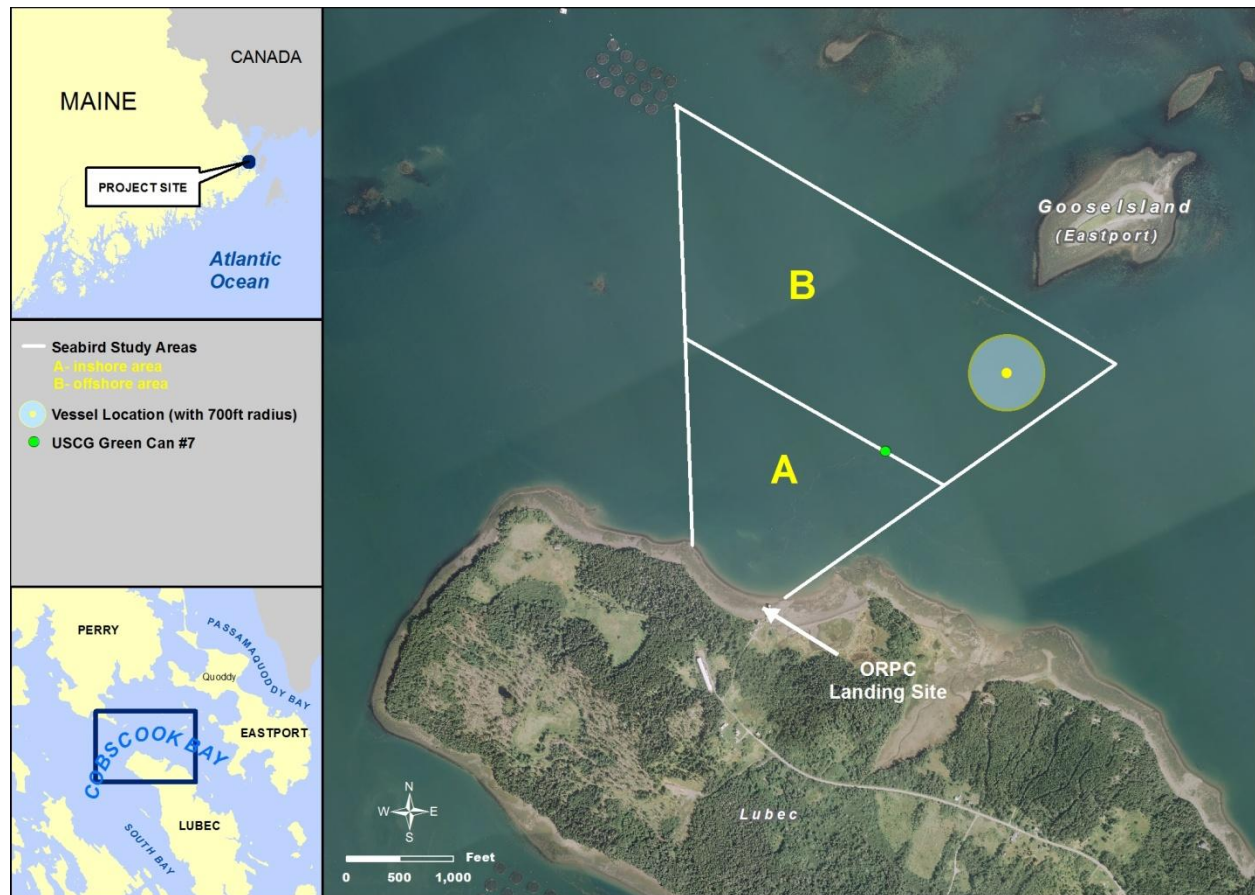 CANADA
MAINE
PROJECT SITE
Atlantic
Ocean
Seabird Study Areas
A- inshore area
B- offshore area
Vessel Location (with 700ft radius)
USCG Green Can #7
PERRY
PASSAMAQUODDY BAY
Quoddy
EASTPORT
COBSCOOK BAY
LUBEC
SOUTH BAY
Goose Island
(Eastport)
B
A
ORPC
Landing Site
Lubec
N
W E
S
Feet
0 500 1,000